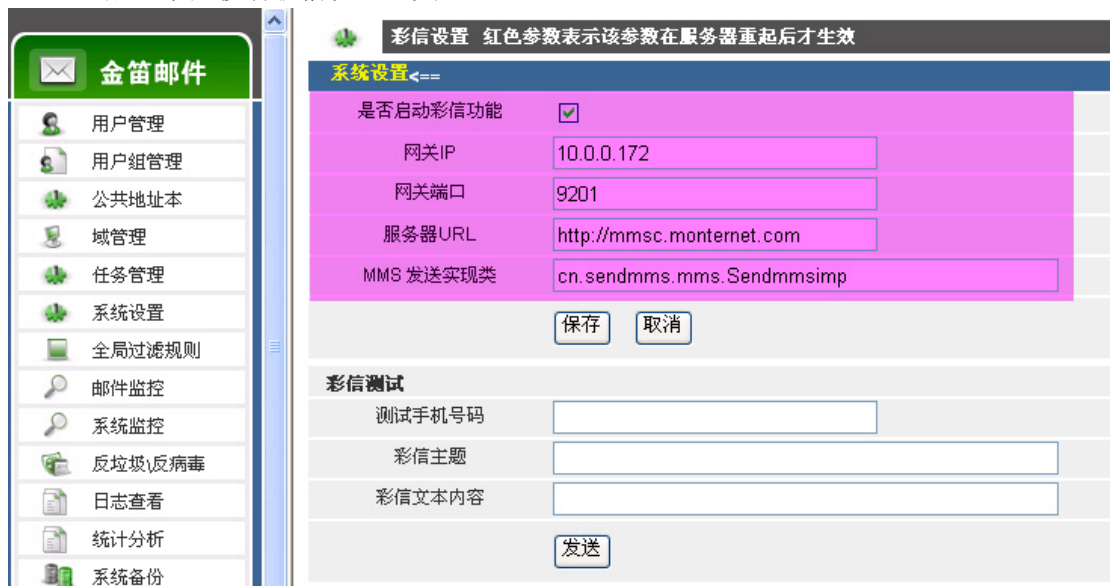 彩信设置 红色参数表示该参数在服务器重起后才生效
金笛邮件
用户管理
用户组管理
公共地址本
域管理
任务管理
系统设置
全局过滤规则
邮件监控
系统监控
反垃圾\反病毒
日志查看
统计分析
系统备份
系统设置<==
是否启动彩信功能
网关IP 10.0.0.172
网关端口 9201
服务器URL http://mmsc.monternet.com
MMS 发送实现类 cn.sendmms.mms.Sendmmsimp
保存 取消
彩信测试
测试手机号码
彩信主题
彩信文本内容
发送